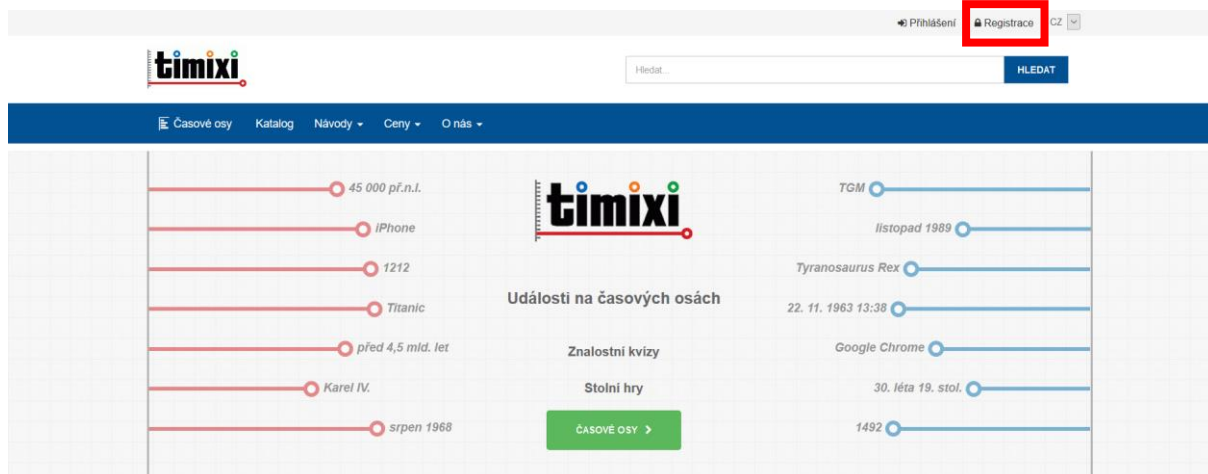 Přihlášení Registrace CZ
timixi
Hledat...
HLEDAT
Časové osy Katalog Návody Ceny O nás
45 000 př.n.l.
iPhone
1212
Titanic
před 4,5 mld. let
Karel IV.
srpen 1968
timixi
Události na časových osách
Znalostní kvizy
Stolní hry
ČASOVÉ OSY
TGM
listopad 1989
Tyranosaurus Rex
22. 11. 1963 13:38
Google Chrome
30. léta 19. stol.
1492